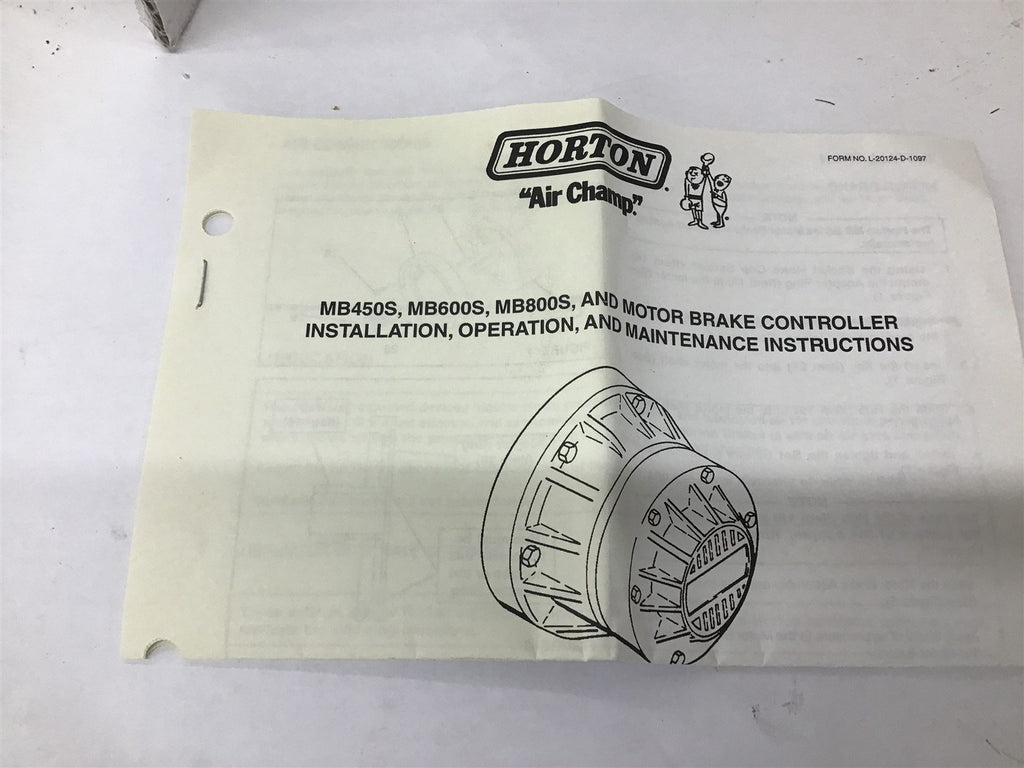 HORTON
"Air Champ."
FORM NO. L-20124-D-1097
MB450S, MB600S, MB800S, AND MOTOR BRAKE CONTROLLER
INSTALLATION, OPERATION, AND MAINTENANCE INSTRUCTIONS